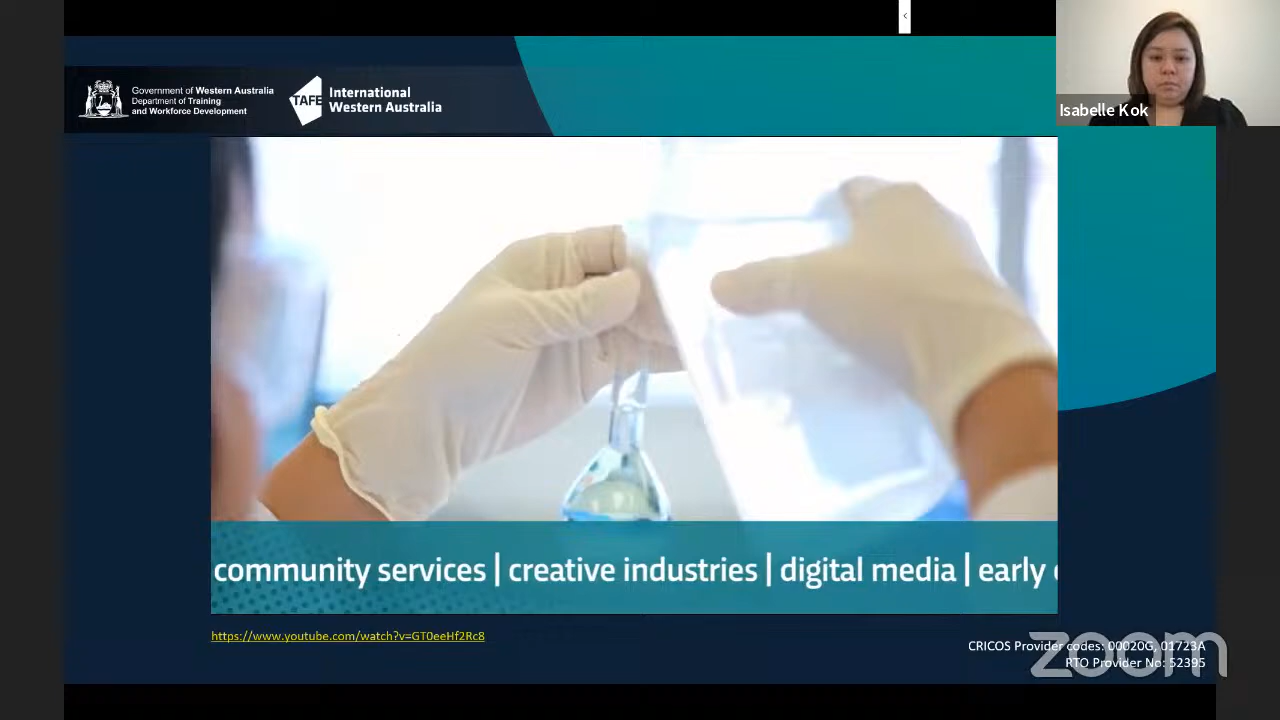 Government of Western Australia
Department of Training
and Workforce Development
TAFE
International
Western Australia
Isabelle Kok
community services | creative industries | digital media | early
https://www.youtube.com/watch?v=GT0eeHf2Rc8
CRICOS Provider codes: 00020G, 01723A
RTO Provider No: 52395
zoom